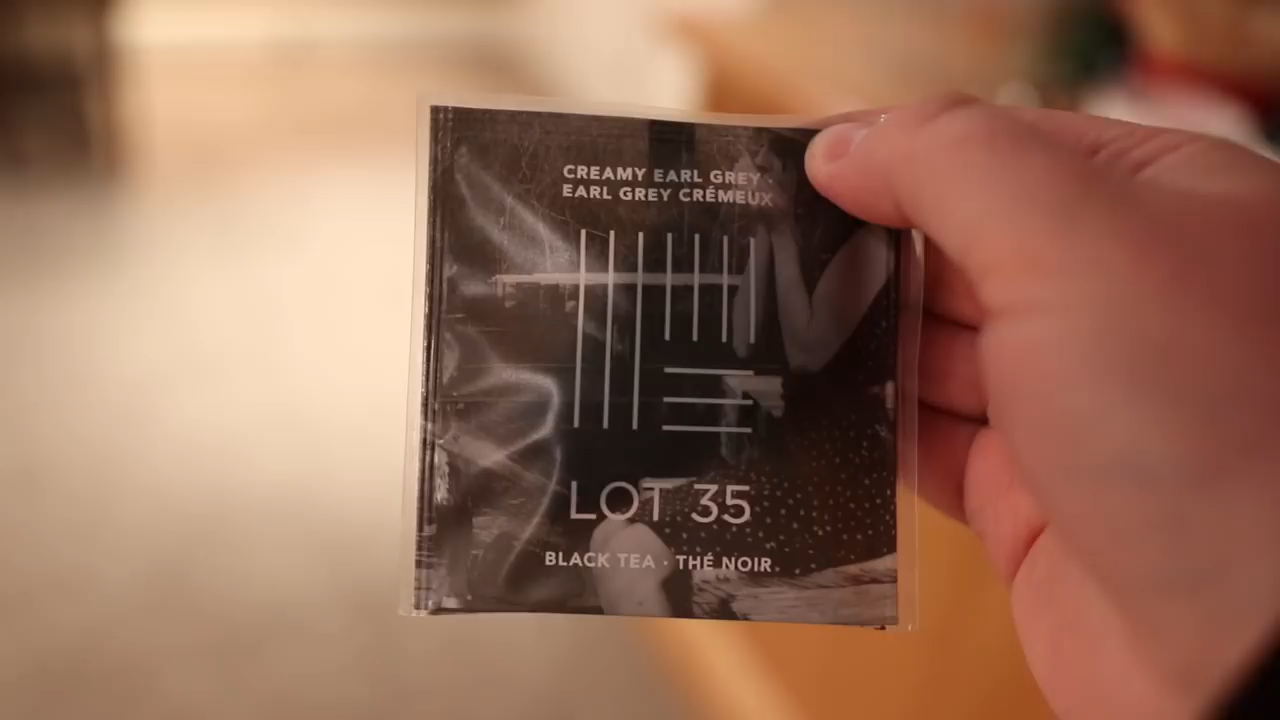 CREAMY EARL GREY ·
EARL GREY CRÉMEUX
LOT 35
BLACK TEA · THÉ NOIR